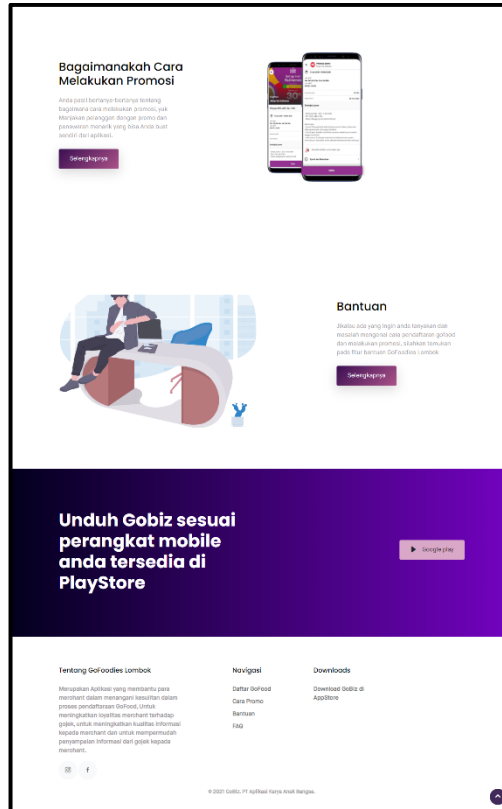 Bagaimanakah Cara
Melakukan Promosi
Anda pasti bertanya-bertanya tentang
bagaimana cara melakukan promosi, yuk
Manjakan pelanggan dengan promo dan
penawaran menarik yang bisa Anda buat
sendiri dari aplikasi.
Selengkapnya
30
Bantuan
Jikalau ada yang ingin anda tanyakan dan
masalah mengenai cara pendaftaran gofood
dan melakukan promosi, silahkan temukan
pada fitur bantuan GoFoodies Lombok
Selengkapnya
Unduh Gobiz sesuai
perangkat mobile
anda tersedia di
PlayStore
Google play
Tentang GoFoodies Lombok
Merupakan Aplikasi yang membantu para
merchant dalam menangani kesulitan dalam
proses pendaftaraan GoFood, Untuk
meningkatkan loyalitas merchant terhadap
gojek, untuk meningkatkan kualitas informasi
kepada merchant dan untuk mempermudah
penyampaian informasi dari gojek kepada
merchant.
Navigasi
Daftar GoFood
Cara Promo
Bantuan
FAQ
Downloads
Download GoBiz di
AppStore
© 2021 GoBiz. PT Aplikasi Karya Anak Bangsa.